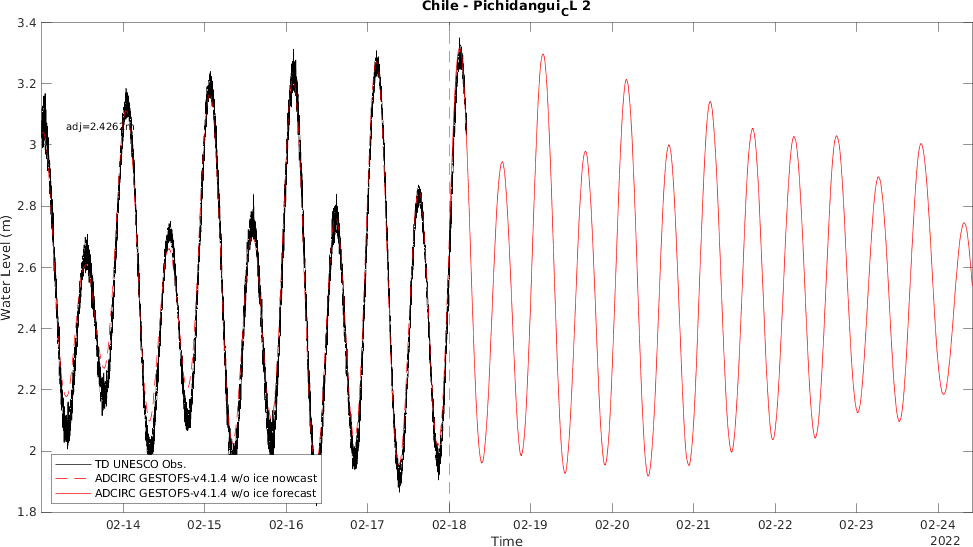 Chile - PichidanguiCL 2
3.4
3.2
3
2.8
2.6
2.4
2.2
2
1.8
Water Level (m)
adj=2.4262m
TD UNESCO Obs.
ADCIRC GESTOFS-v4.1.4 w/o ice nowcast
ADCIRC GESTOFS-v4.1.4 w/o ice forecast
02-14 02-15 02-16 02-17 02-18 02-19 02-20 02-21 02-22 02-23 02-24
Time
2022